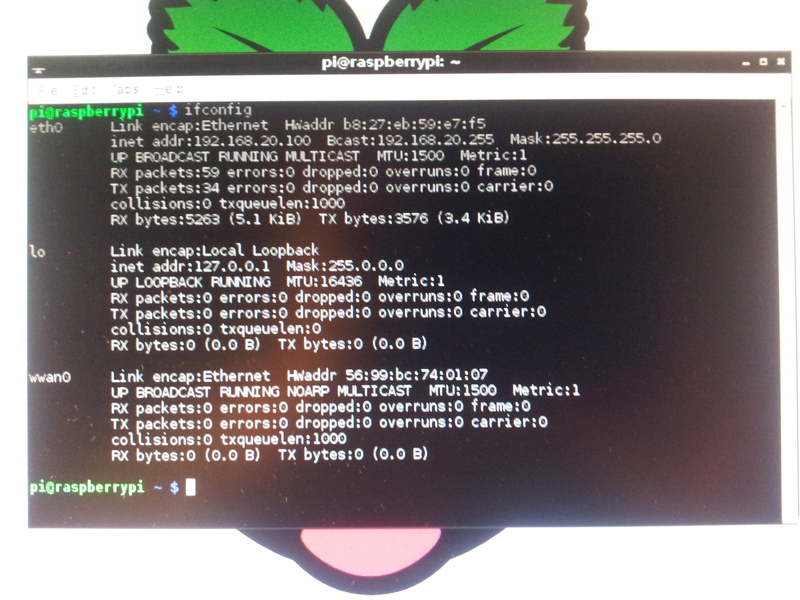 pi@raspberrypi: ~
File Edit Tabs Help
pi@raspberrypi ~ $ ifconfig
eth0 Link encap:Ethernet HWaddr b8:27:eb:59:e7:f5
inet addr:192.168.20.100 Bcast:192.168.20.255 Mask:255.255.255.0
UP BROADCAST RUNNING MULTICAST MTU:1500 Metric:1
RX packets:59 errors:0 dropped:0 overruns:0 frame:0
TX packets:34 errors:0 dropped:0 overruns:0 carrier:0
collisions:0 txqueuelen:1000
RX bytes:5263 (5.1 KiB) TX bytes:3576 (3.4 KiB)
lo Link encap:Local Loopback
inet addr:127.0.0.1 Mask:255.0.0.0
UP LOOPBACK RUNNING MTU:16436 Metric:1
RX packets:0 errors:0 dropped:0 overruns:0 frame:0
TX packets:0 errors:0 dropped:0 overruns:0 carrier:0
collisions:0 txqueuelen:0
RX bytes:0 (0.0 B) TX bytes:0 (0.0 B)
wwan0 Link encap:Ethernet HWaddr 56:99:bc:74:01:07
UP BROADCAST RUNNING NOARP MULTICAST MTU:1500 Metric:1
RX packets:0 errors:0 dropped:0 overruns:0 frame:0
TX packets:0 errors:0 dropped:0 overruns:0 carrier:0
collisions:0 txqueuelen:1000
RX bytes:0 (0.0 B) TX bytes:0 (0.0 B)
pi@raspberrypi ~ $